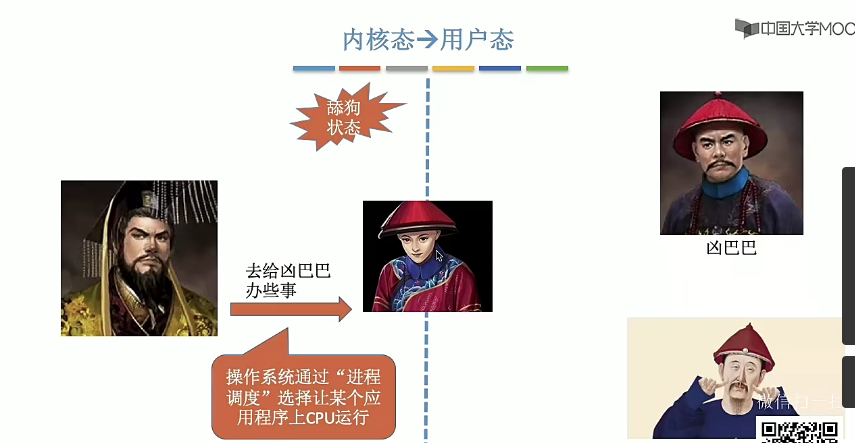 中国大学MOO
内核态→用户态
舔狗
状态
凶巴巴
去给凶巴巴
办些事
操作系统通过“进程
调度”选择让某个应
用程序上CPU运行
微信扫一扫